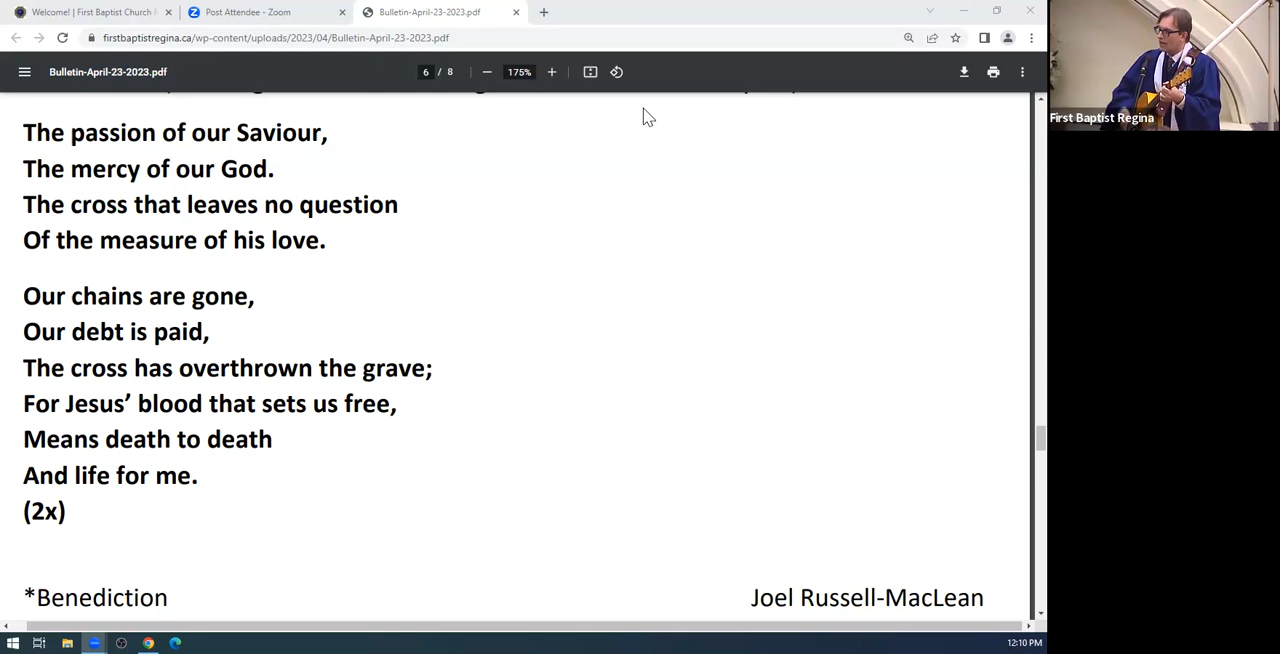 Welcome! | First Baptist Church
Post Attendee - Zoom
Bulletin-April-23-2023.pdf
firstbaptistregina.ca/wp-content/uploads/2023/04/Bulletin-April-23-2023.pdf
Bulletin-April-23-2023.pdf
6 / 8
175%
First Baptist Regina
The passion of our Saviour,
The mercy of our God.
The cross that leaves no question
Of the measure of his love.
Our chains are gone,
Our debt is paid,
The cross has overthrown the grave;
For Jesus’ blood that sets us free,
Means death to death
And life for me.
(2x)
*Benediction Joel Russell-MacLean
12:10 PM